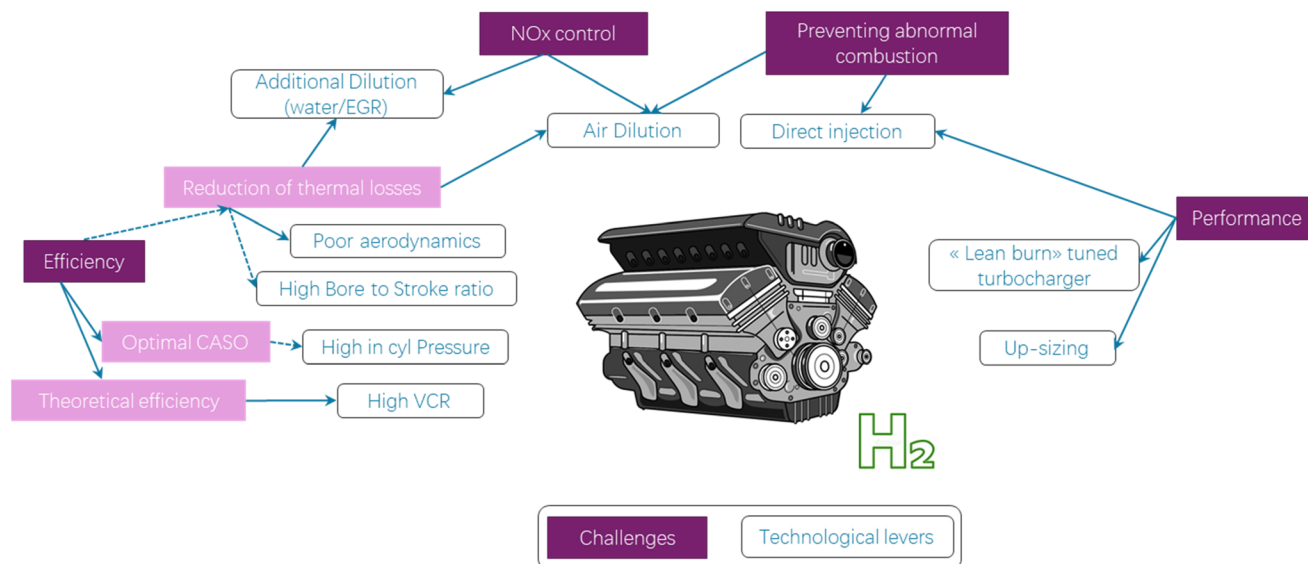 NOx control
Preventing abnormal
combustion
Additional Dilution
(water/EGR)
Air Dilution
Direct injection
Reduction of thermal losses
Performance
Poor aerodynamics
Efficiency
« Lean burn» tuned
turbocharger
High Bore to Stroke ratio
Optimal CASO
High in cyl Pressure
Up-sizing
Theoretical efficiency
High VCR
H2
Challenges
Technological levers